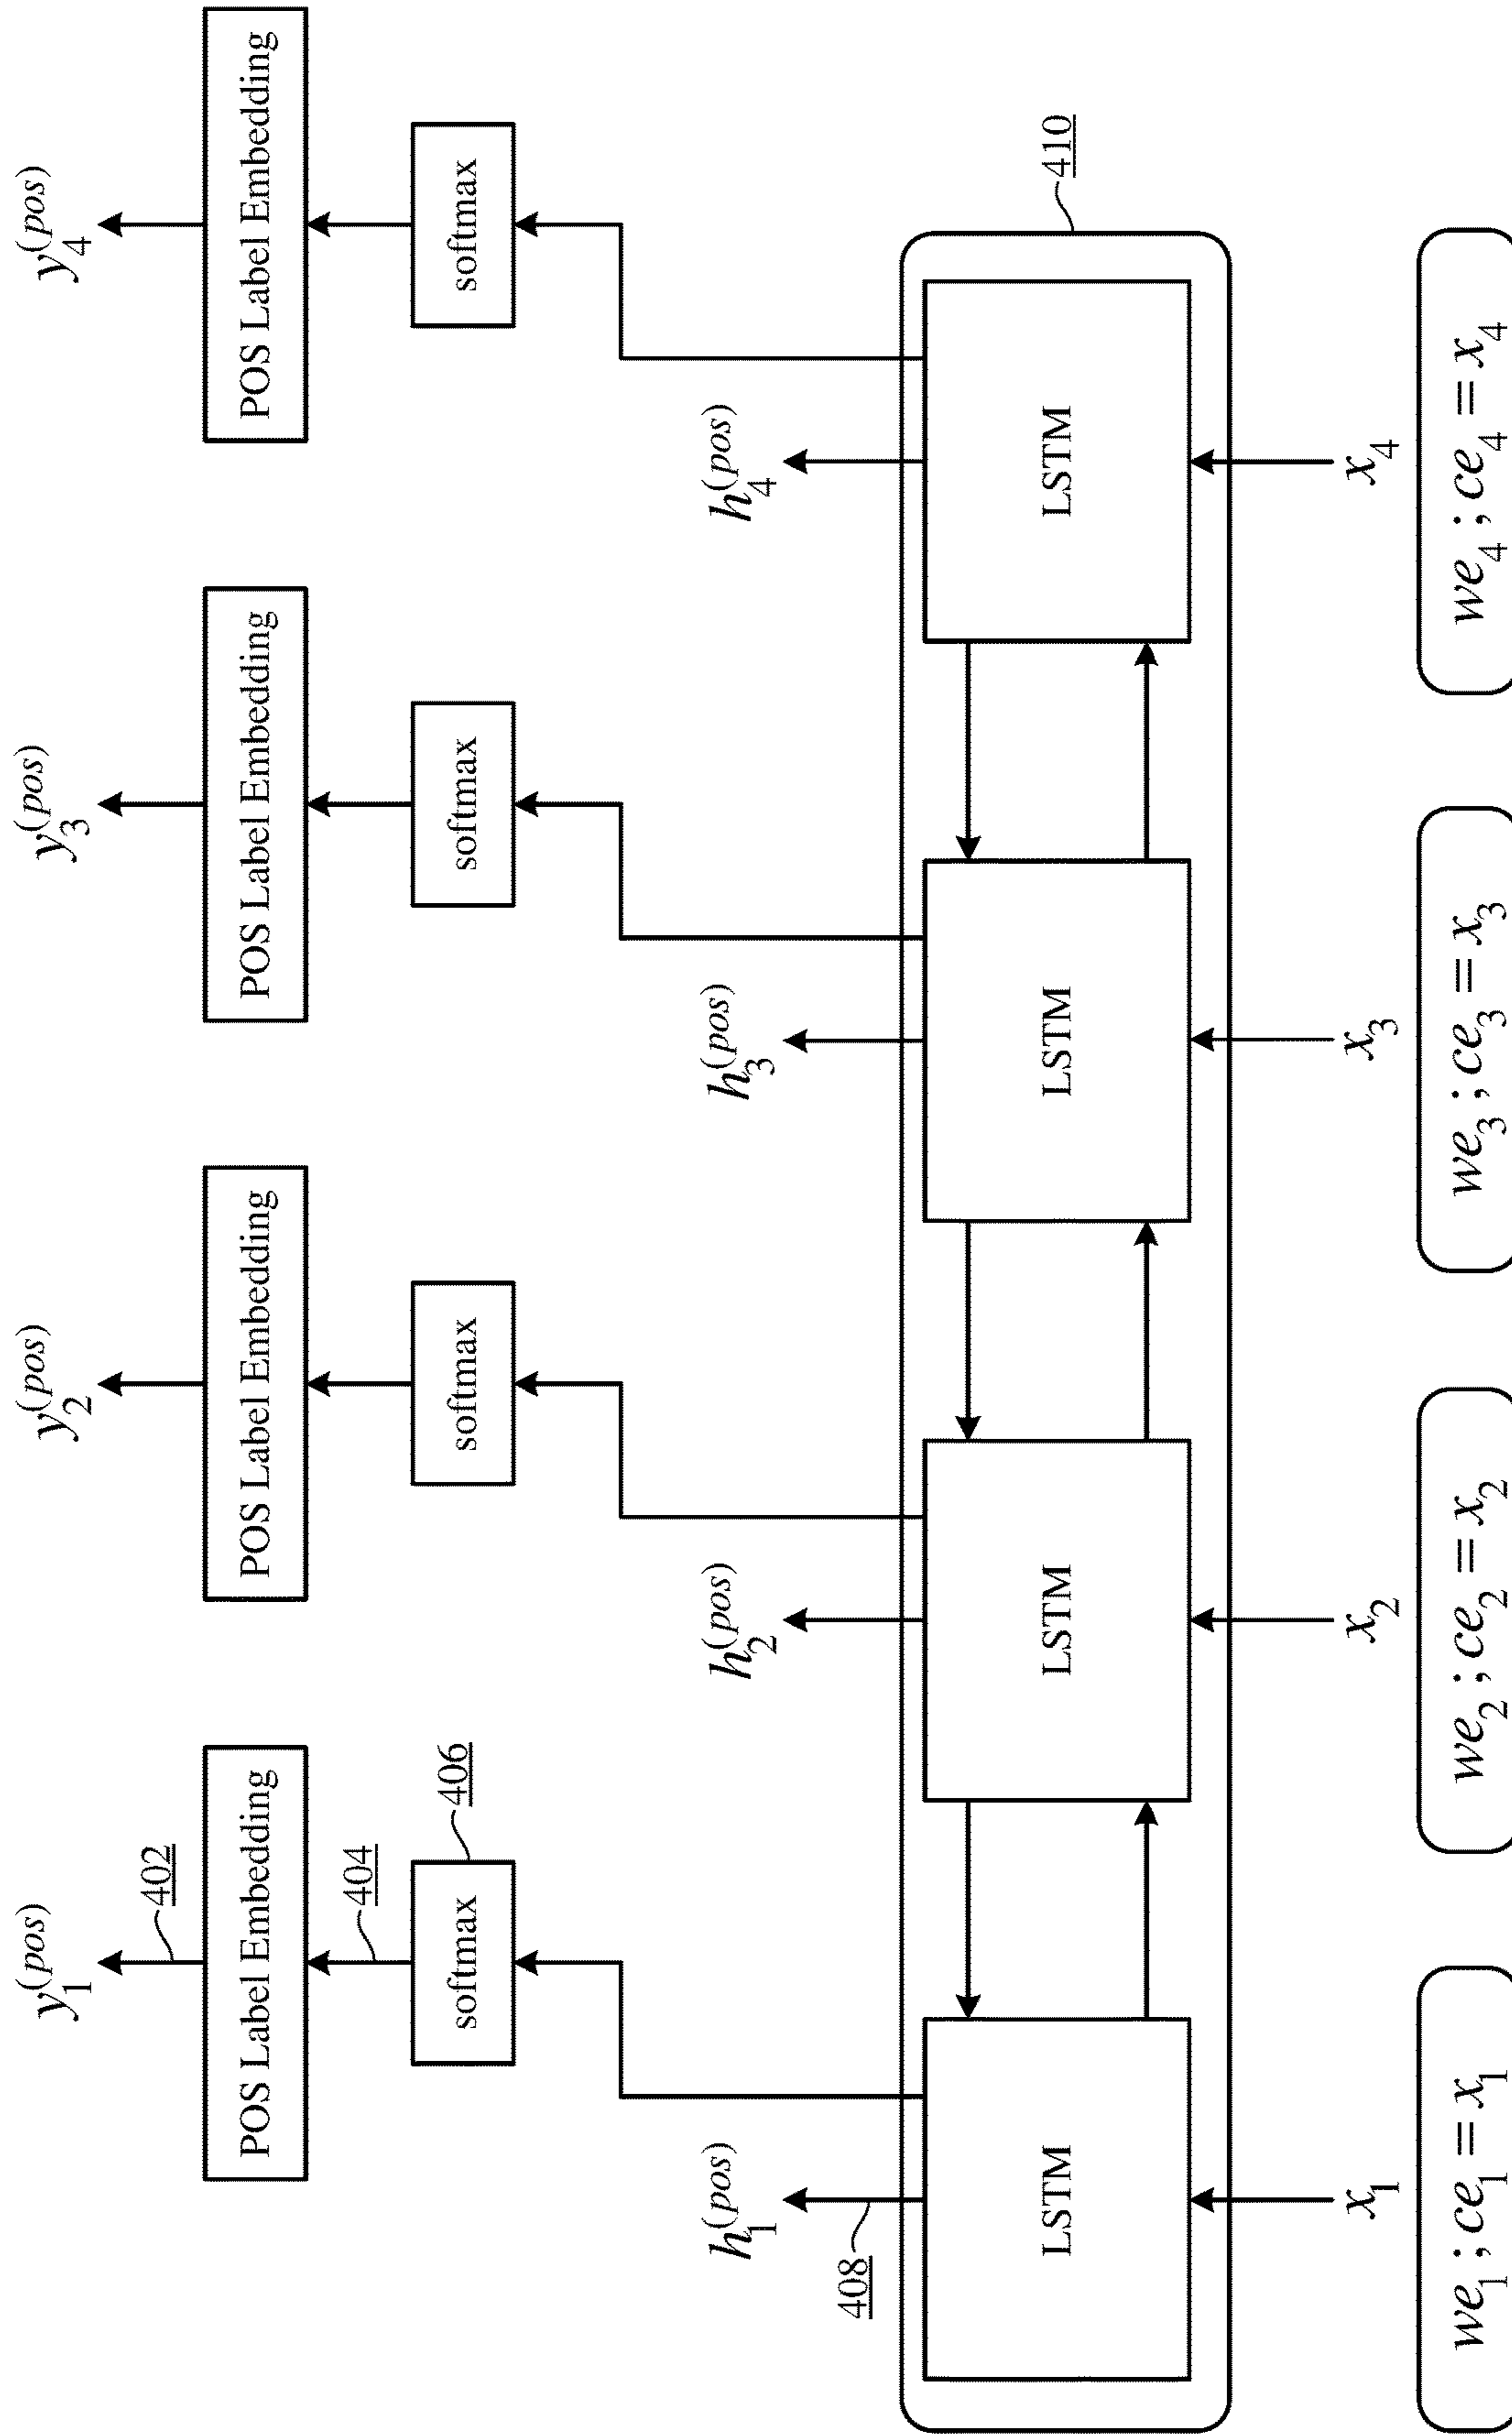 y_1^{(pos)} y_2^{(pos)} y_3^{(pos)} y_4^{(pos)}
402
POS Label Embedding POS Label Embedding POS Label Embedding POS Label Embedding
404
406
softmax softmax softmax softmax
h_1^{(pos)} h_2^{(pos)} h_3^{(pos)} h_4^{(pos)}
408
410
LSTM LSTM LSTM LSTM
x_1 x_2 x_3 x_4
we_1 ; ce_1 = x_1 we_2 ; ce_2 = x_2 we_3 ; ce_3 = x_3 we_4 ; ce_4 = x_4